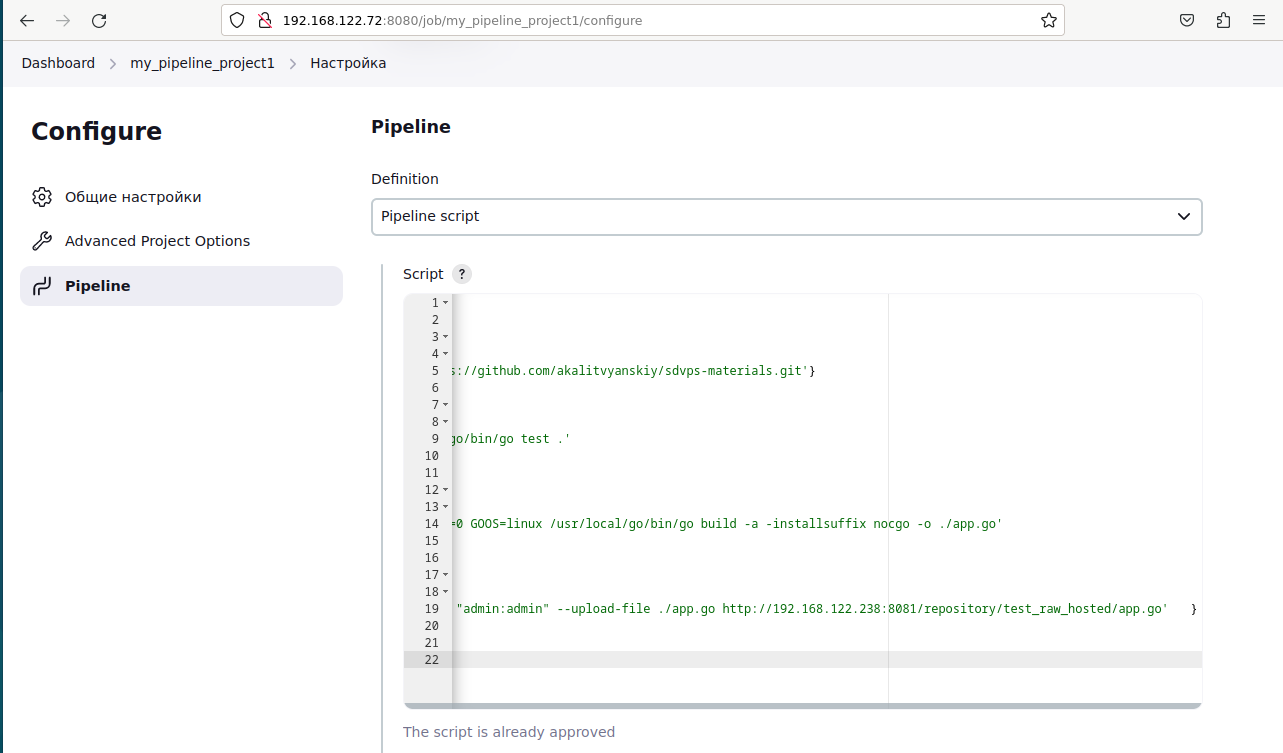 192.168.122.72:8080/job/my_pipeline_project1/configure
Dashboard > my_pipeline_project1 > Настройка
Configure
Общие настройки
Advanced Project Options
Pipeline
Pipeline
Definition
Pipeline script
Script ?
1
2
3
4
5 s://github.com/akalitvyanskiy/sdvps-materials.git'}
6
7
8
9 go/bin/go test .'
10
11
12
13
14 =0 GOOS=linux /usr/local/go/bin/go build -a -installsuffix nocgo -o ./app.go'
15
16
17
18
19 "admin:admin" --upload-file ./app.go http://192.168.122.238:8081/repository/test_raw_hosted/app.go' }
20
21
22
The script is already approved